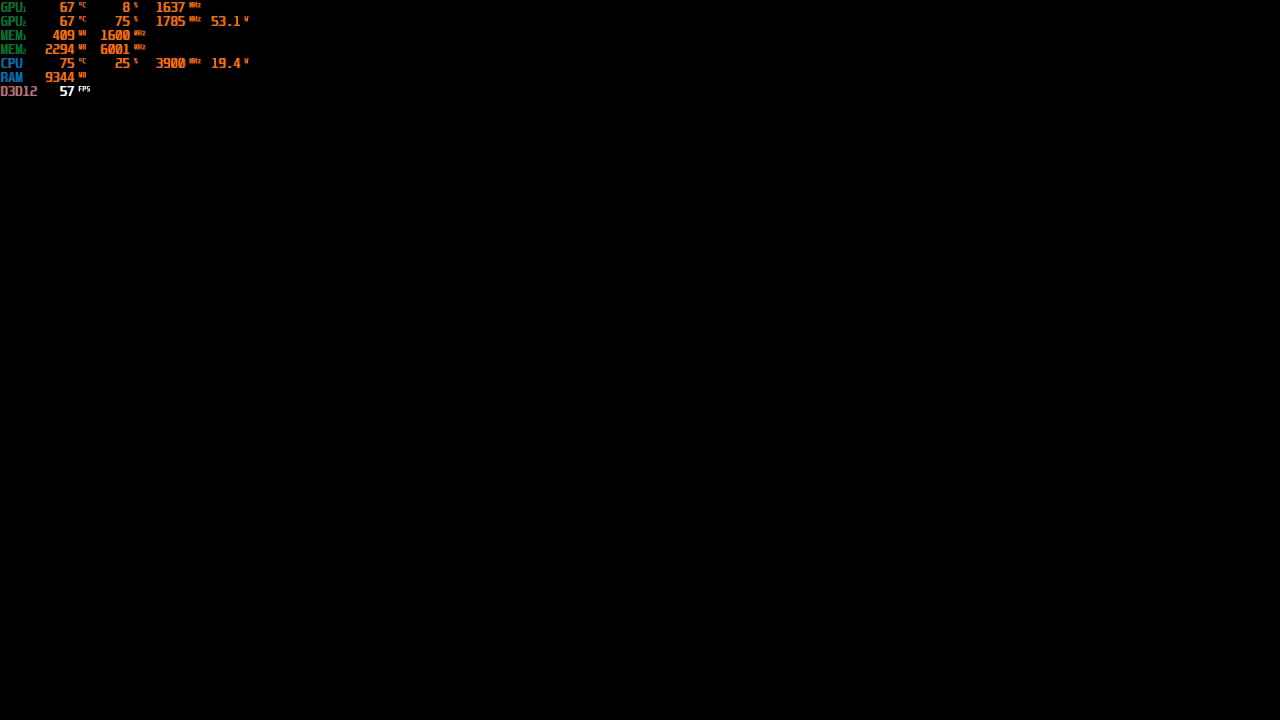 GPU1 67 °C 8 % 1637 MHz
GPU2 67 °C 75 % 1785 MHz 53.1 W
MEM1 409 MB 1600 MHz
MEM2 2294 MB 6001 MHz
CPU 75 °C 25 % 3900 MHz 19.4 W
RAM 9344 MB
D3D12 57 FPS